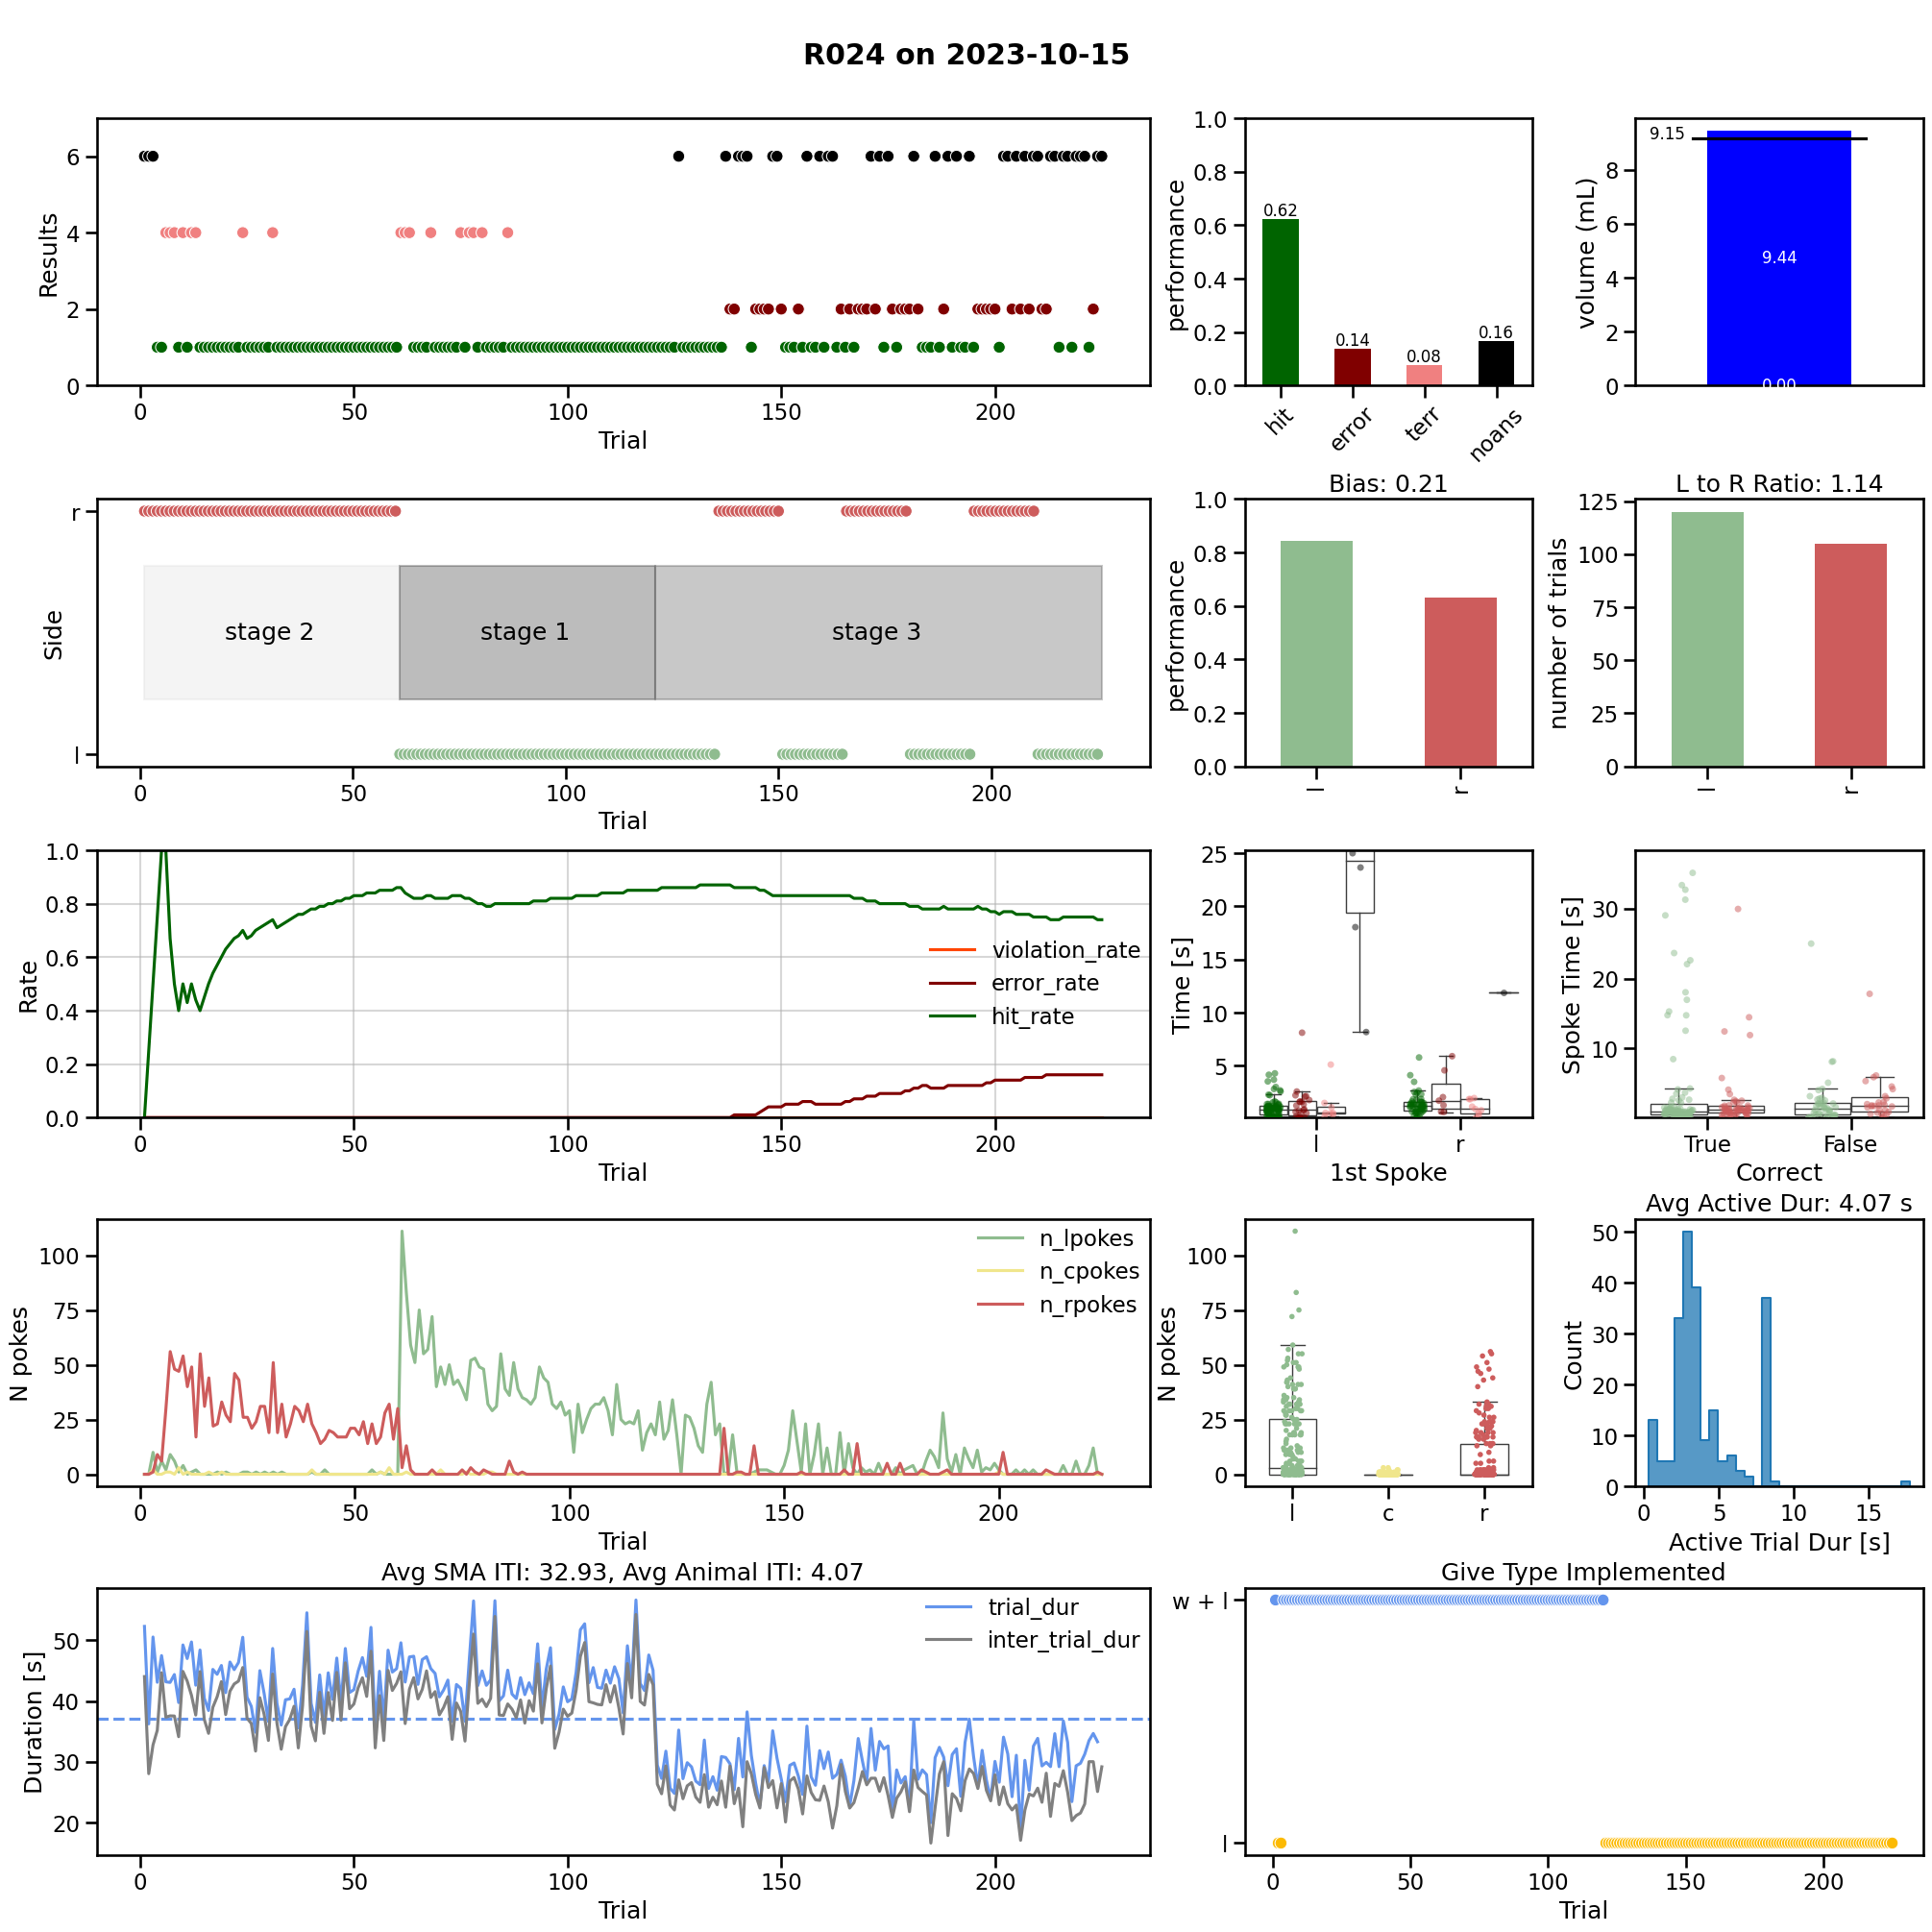 R024 on 2023-10-15
Results
6
4
2
0
0 50 100 150 200
Trial
performance
1.0
0.8
0.6
0.4
0.2
0.0
0.62
0.14
0.08
0.16
hit error terr noans
volume (mL)
8
6
4
2
0
9.15
9.44
0.00
Side
r
l
stage 2 stage 1 stage 3
0 50 100 150 200
Trial
Bias: 0.21
performance
1.0
0.8
0.6
0.4
0.2
0.0
l r
L to R Ratio: 1.14
number of trials
125
100
75
50
25
0
l r
Rate
1.0
0.8
0.6
0.4
0.2
0.0
violation_rate
error_rate
hit_rate
0 50 100 150 200
Trial
Time [s]
25
20
15
10
5
l r
1st Spoke
Spoke Time [s]
30
20
10
True False
Correct
N pokes
100
75
50
25
0
n_lpokes
n_cpokes
n_rpokes
0 50 100 150 200
Trial
N pokes
100
75
50
25
0
l c r
Avg Active Dur: 4.07 s
Count
50
40
30
20
10
0
0 5 10 15
Active Trial Dur [s]
Avg SMA ITI: 32.93, Avg Animal ITI: 4.07
Duration [s]
50
40
30
20
trial_dur
inter_trial_dur
0 50 100 150 200
Trial
Give Type Implemented
w + l
l
0 50 100 150 200
Trial